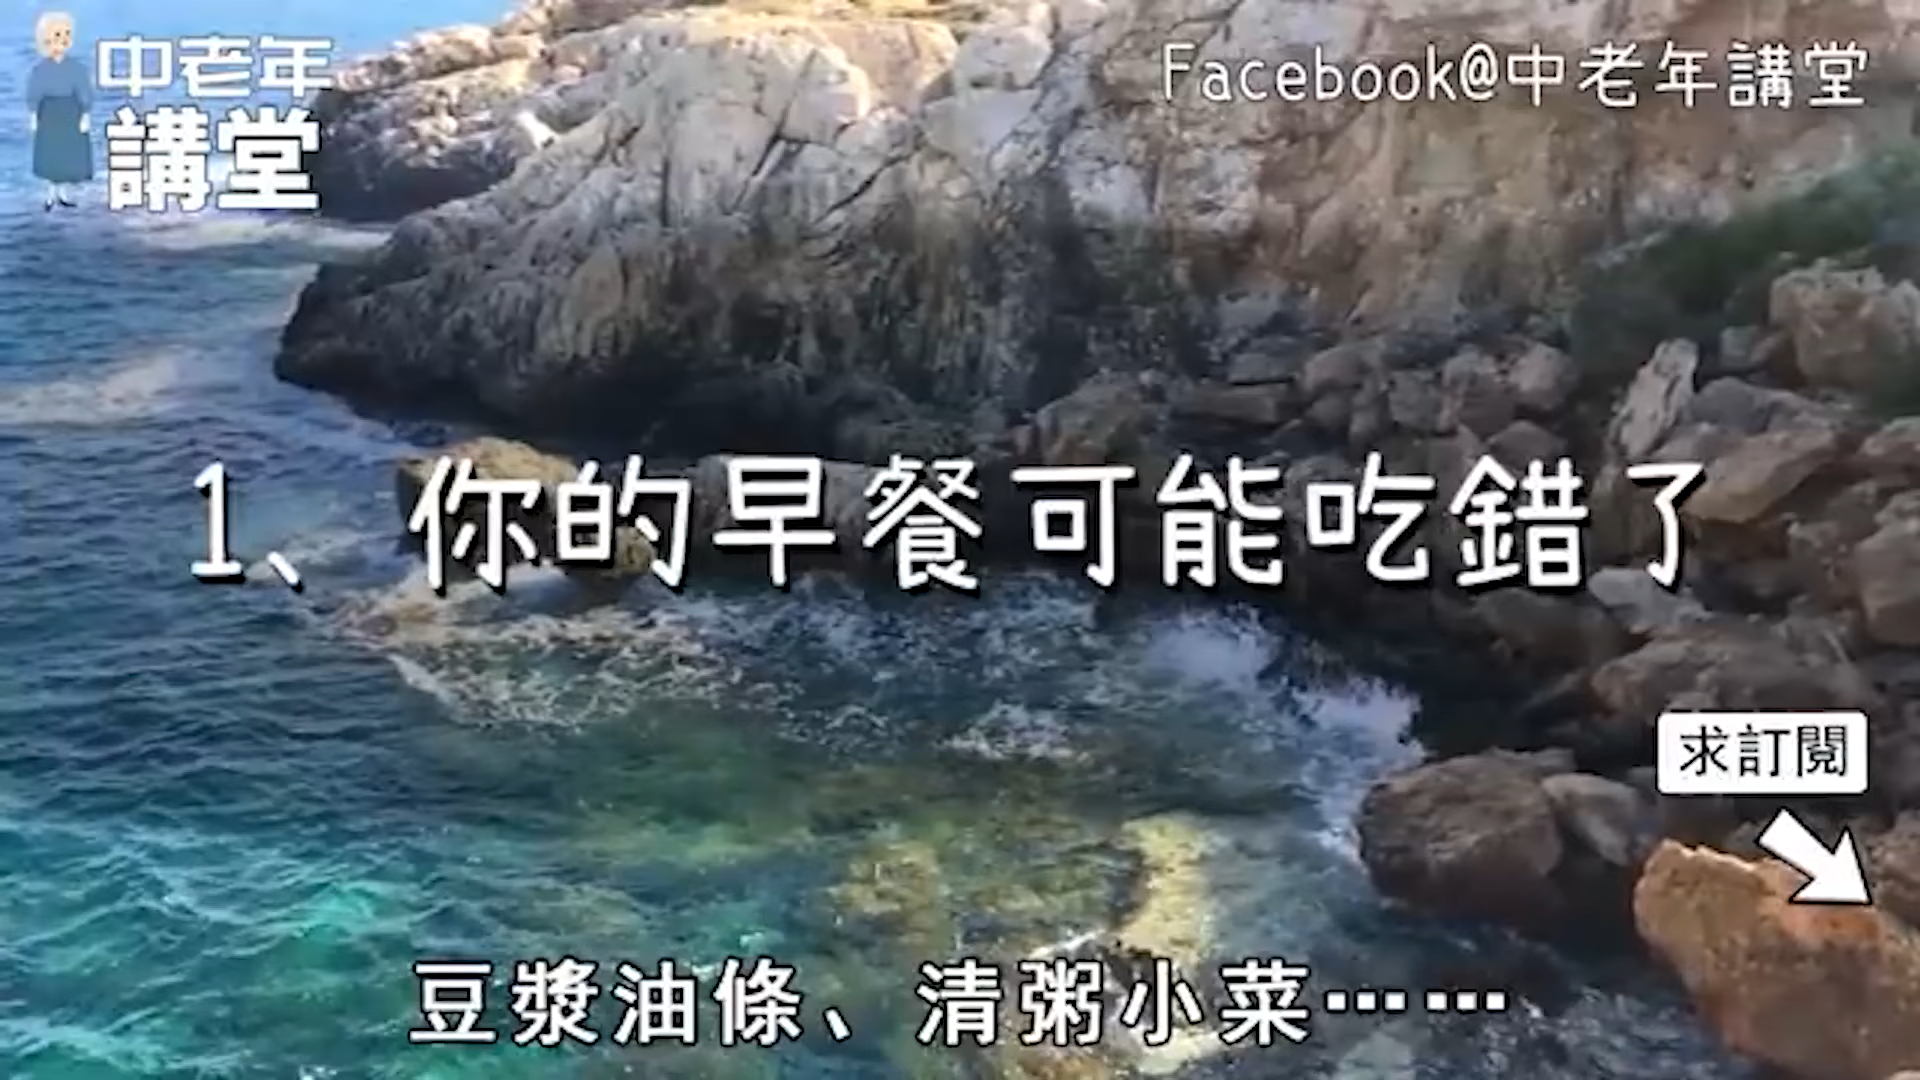 中老年
講堂
Facebook@中老年講堂
1、你的早餐可能吃錯了
求訂閱
豆漿油條、清粥小菜⋯⋯